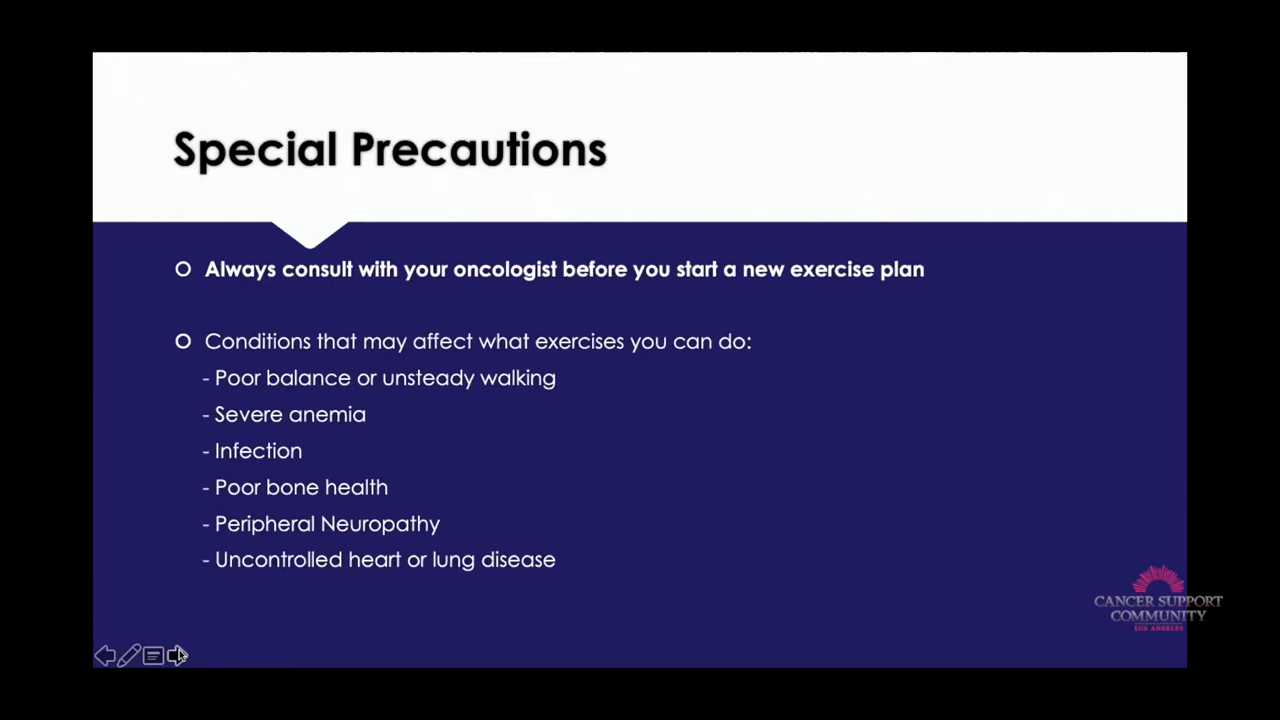 Special Precautions
Always consult with your oncologist before you start a new exercise plan
Conditions that may affect what exercises you can do:
- Poor balance or unsteady walking
- Severe anemia
- Infection
- Poor bone health
- Peripheral Neuropathy
- Uncontrolled heart or lung disease
CANCER SUPPORT
COMMUNITY
LOS ANGELES